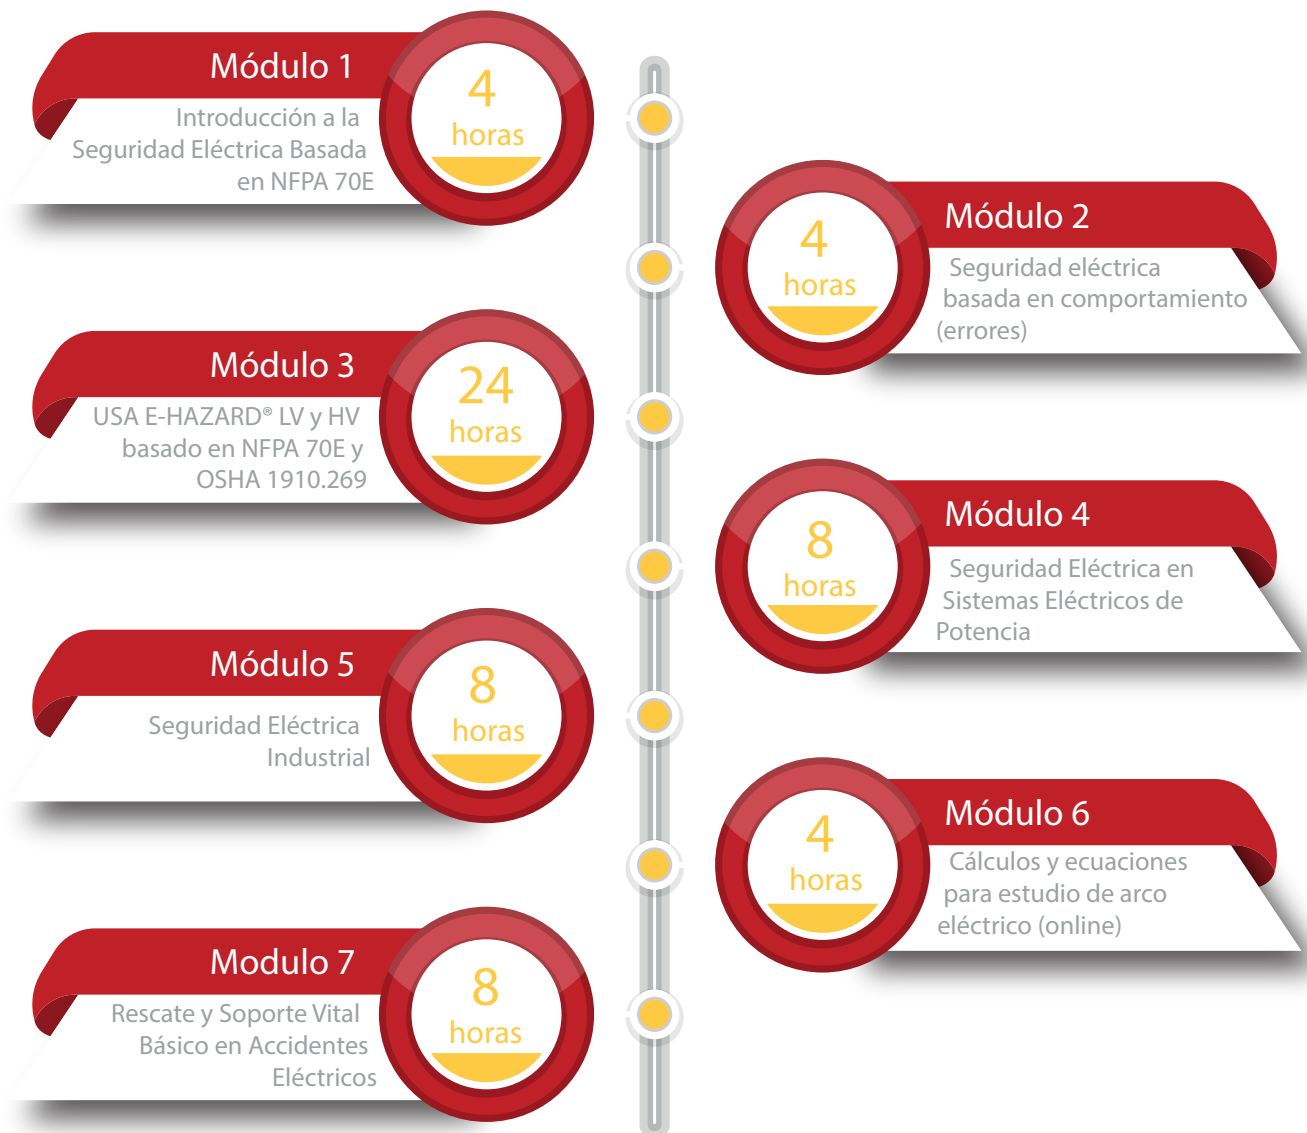 Módulo 1
Introducción a la
Seguridad Eléctrica Basada
en NFPA 70E
4
horas
Módulo 2
Seguridad eléctrica
basada en comportamiento
(errores)
4
horas
Módulo 3
USA E-HAZARD® LV y HV
basado en NFPA 70E y
OSHA 1910.269
24
horas
Módulo 4
Seguridad Eléctrica en
Sistemas Eléctricos de
Potencia
8
horas
Módulo 5
Seguridad Eléctrica
Industrial
8
horas
Módulo 6
Cálculos y ecuaciones
para estudio de arco
eléctrico (online)
4
horas
Modulo 7
Rescate y Soporte Vital
Básico en Accidentes
Eléctricos
8
horas